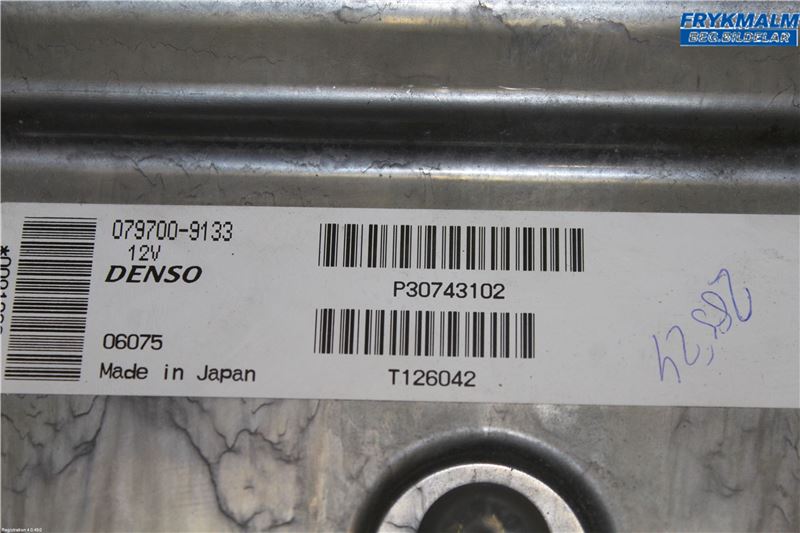 FRYKMALM
BEG.BILDELAR
079700-9133
12V
DENSO
P30743102
06075
Made in Japan
T126042